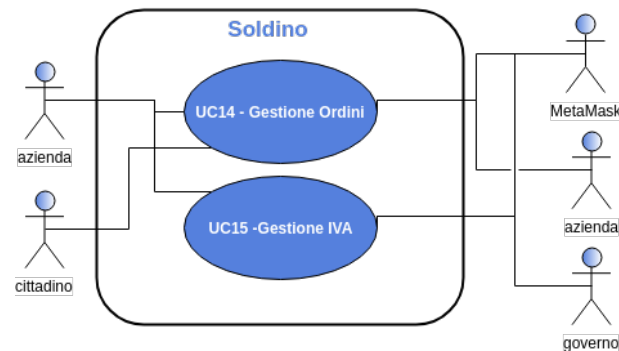 Soldino
UC14 - Gestione Ordini
UC15 -Gestione IVA
azienda
cittadino
MetaMask
azienda
governo